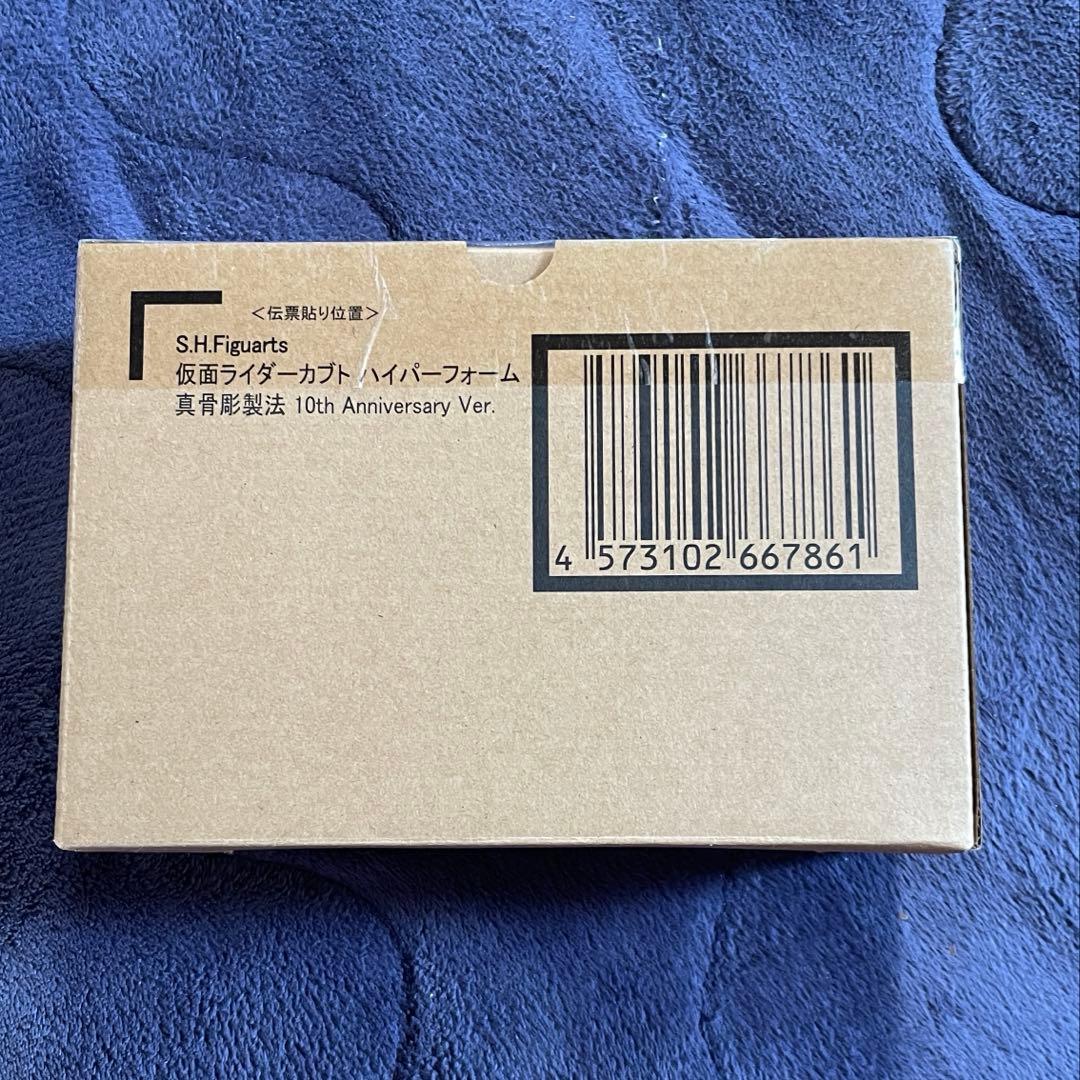 <伝票貼り位置>
S.H.Figuarts
仮面ライダーカブト ハイパーフォーム
真骨彫製法 10th Anniversary Ver.
4 573102 667861